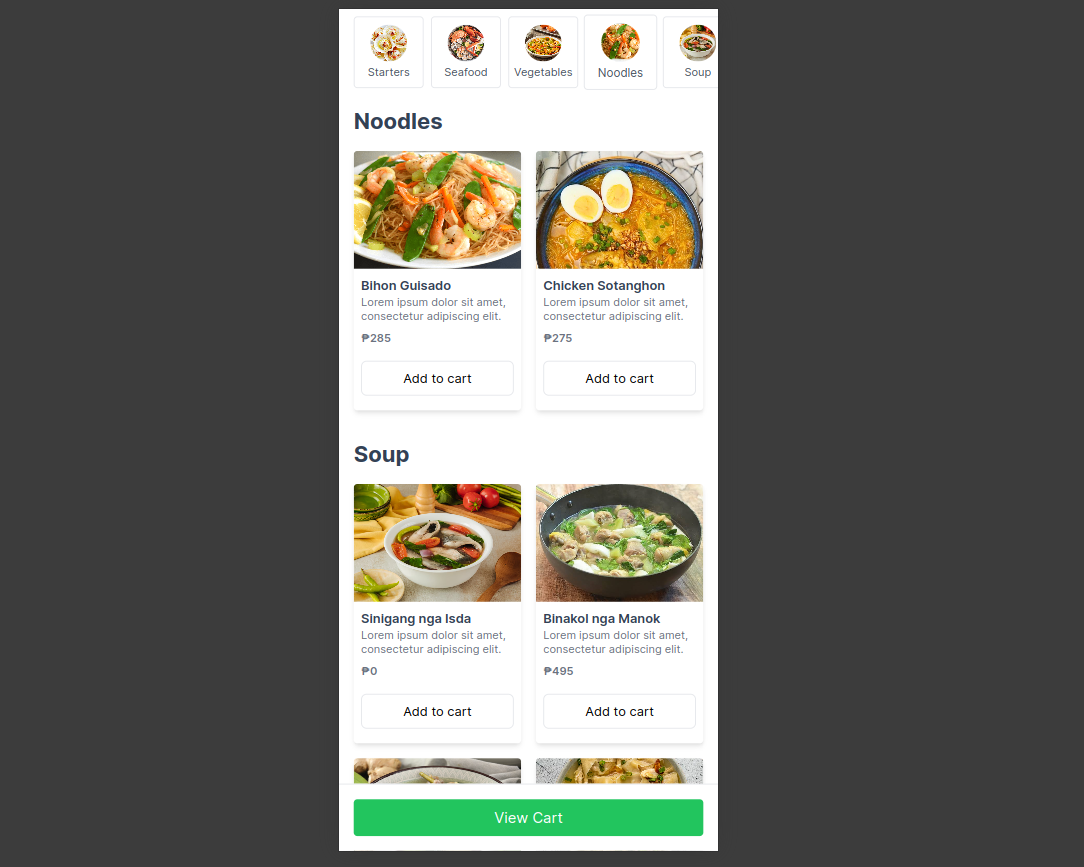 Starters
Seafood
Vegetables
Noodles
Soup
Noodles
Bihon Guisado
Lorem ipsum dolor sit amet,
consectetur adipiscing elit.
₱285
Add to cart
Chicken Sotanghon
Lorem ipsum dolor sit amet,
consectetur adipiscing elit.
₱275
Add to cart
Soup
Sinigang nga Isda
Lorem ipsum dolor sit amet,
consectetur adipiscing elit.
₱0
Add to cart
Binakol nga Manok
Lorem ipsum dolor sit amet,
consectetur adipiscing elit.
₱495
Add to cart
View Cart